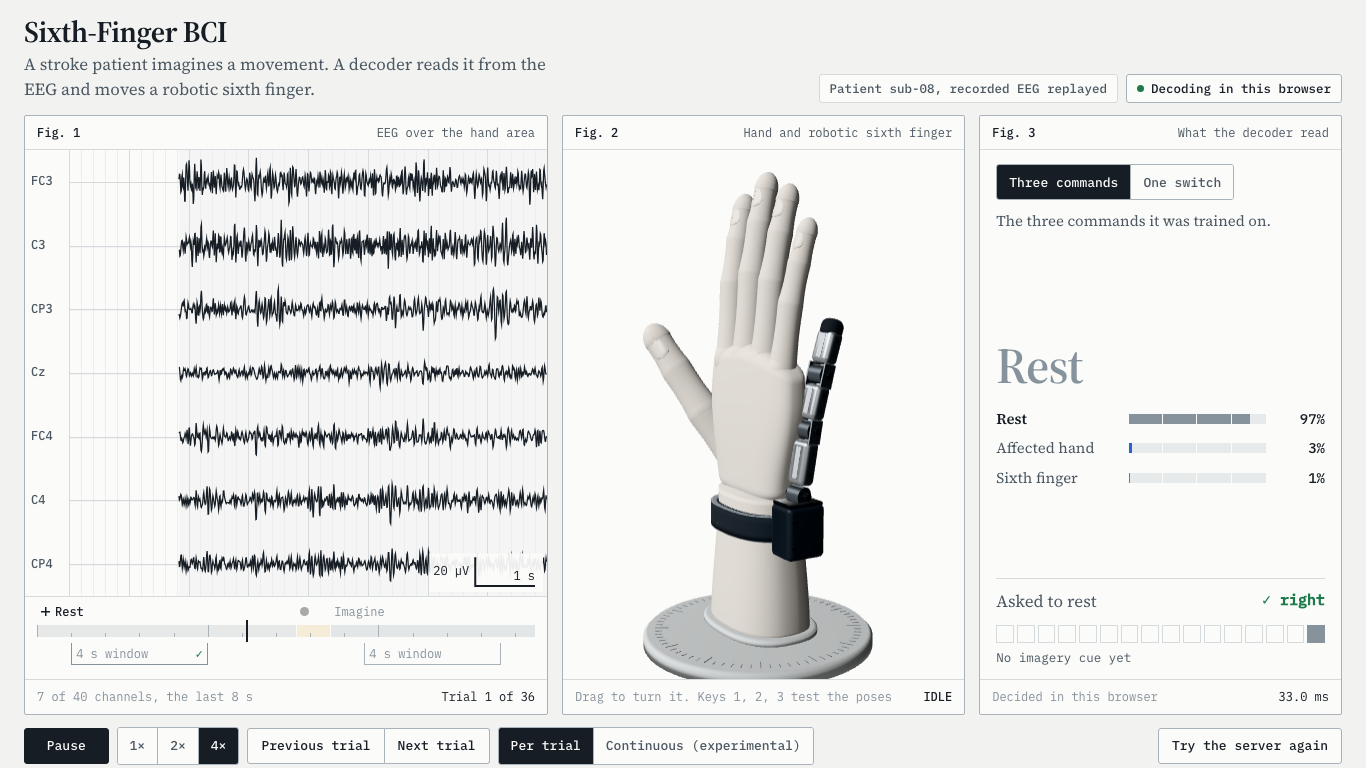 Sixth-Finger BCI
A stroke patient imagines a movement. A decoder reads it from the
EEG and moves a robotic sixth finger.
Patient sub-08, recorded EEG replayed
Decoding in this browser
Fig. 1
EEG over the hand area
FC3
C3
CP3
Cz
FC4
C4
CP4
20 µV
1 s
+ Rest
Imagine
4 s window ✓
4 s window
7 of 40 channels, the last 8 s
Trial 1 of 36
Fig. 2
Hand and robotic sixth finger
Drag to turn it. Keys 1, 2, 3 test the poses
IDLE
Fig. 3
What the decoder read
Three commands
One switch
The three commands it was trained on.
Rest
Rest 97%
Affected hand 3%
Sixth finger 1%
Asked to rest
✓ right
No imagery cue yet
Decided in this browser
33.0 ms
Pause
1×
2×
4×
Previous trial
Next trial
Per trial
Continuous (experimental)
Try the server again